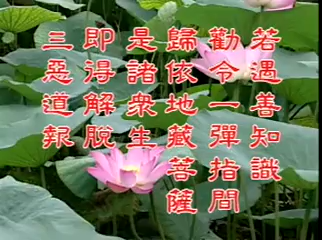 若遇善知識
勸令一彈指間
歸依地藏菩薩
是諸眾生
即得解脫
三惡道報